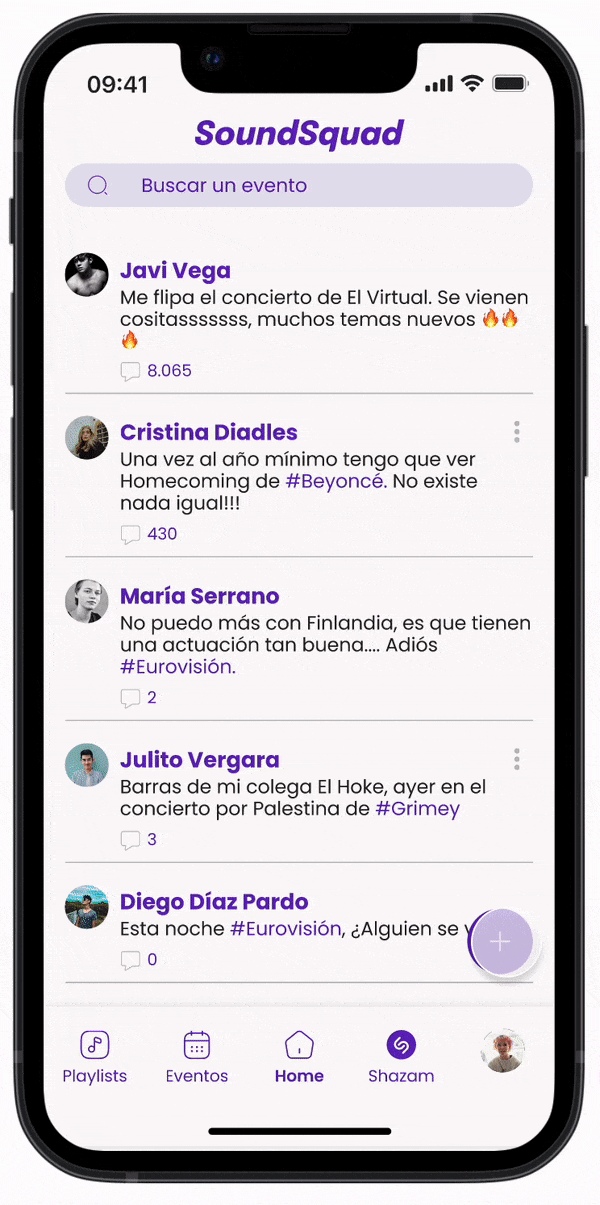 09:41
SoundSquad
Buscar un evento
Javi Vega
Me flipa el concierto de El Virtual. Se vienen
cositasssssss, muchos temas nuevos 🔥🔥
🔥
8.065
Cristina Diadles
Una vez al año mínimo tengo que ver
Homecoming de #Beyoncé. No existe
nada igual!!!
430
María Serrano
No puedo más con Finlandia, es que tienen
una actuación tan buena.... Adiós
#Eurovisión.
2
Julito Vergara
Barras de mi colega El Hoke, ayer en el
concierto por Palestina de #Grimey
3
Diego Díaz Pardo
Esta noche #Eurovisión, ¿Alguien se
0
Playlists
Eventos
Home
Shazam